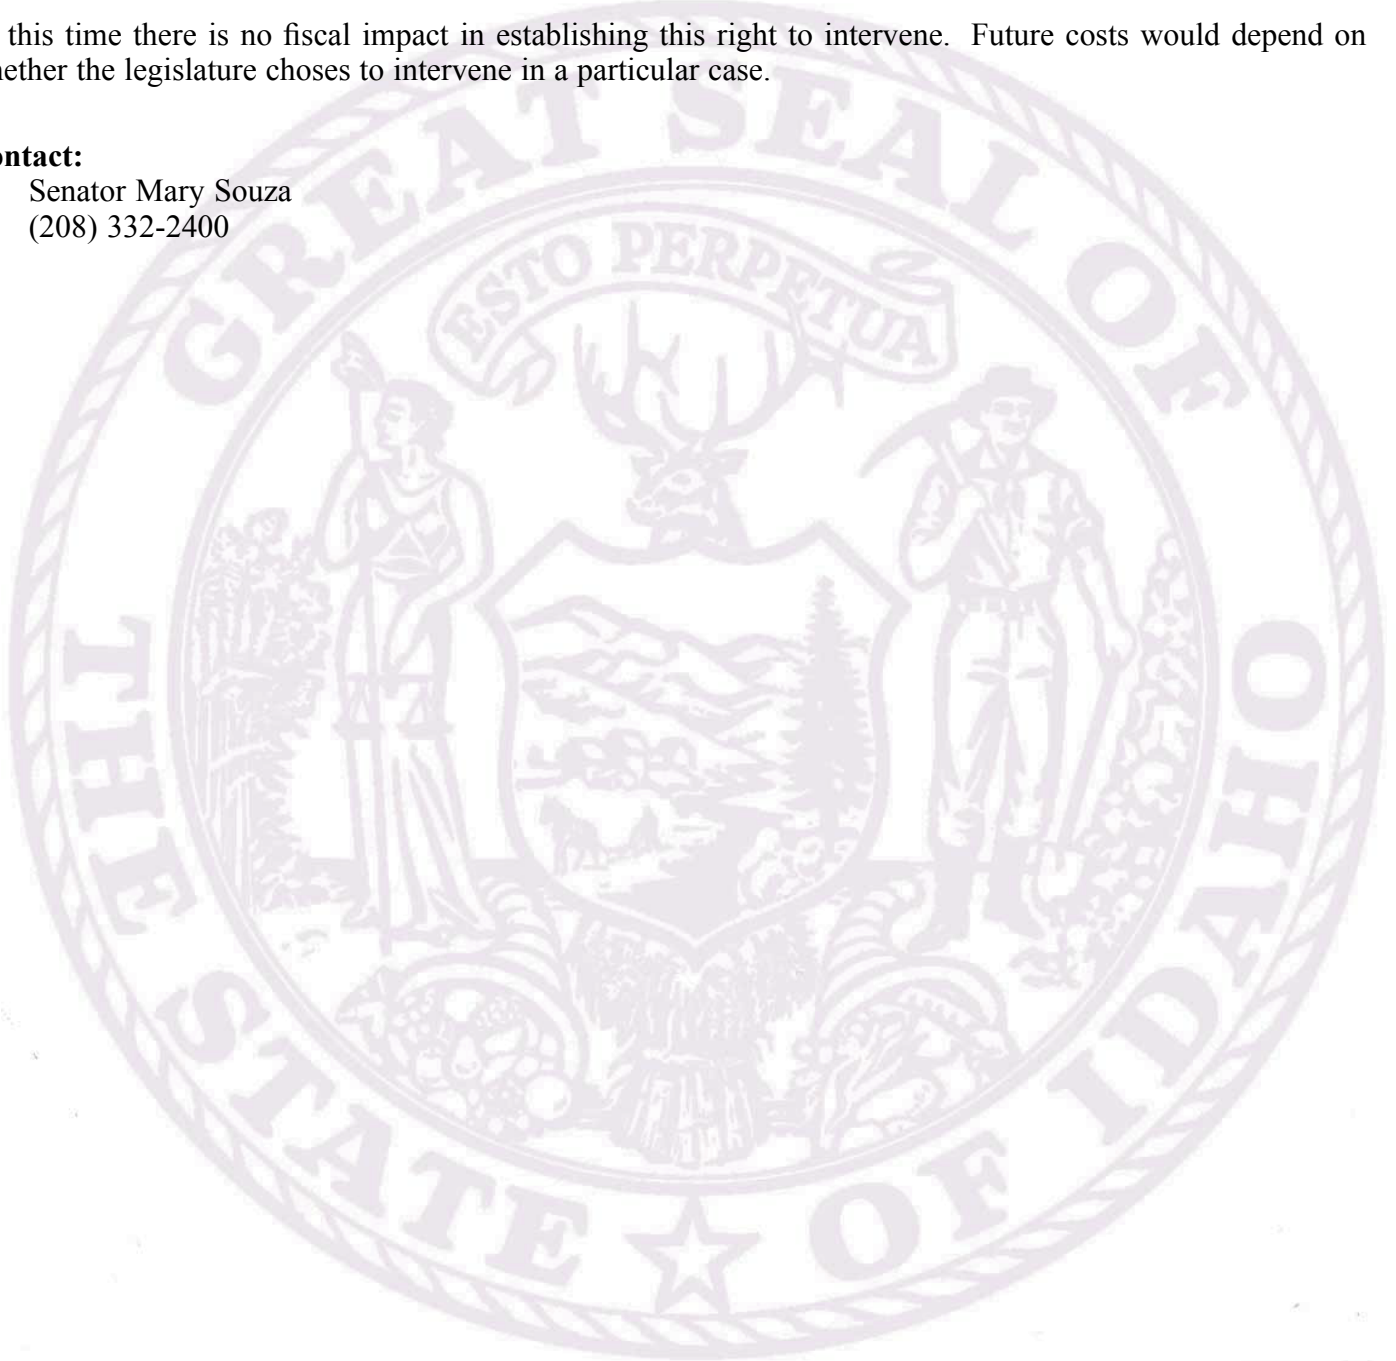 this time there is no fiscal impact in establishing this right to intervene. Future costs would depend on
hether the legislature choses to intervene in a particular case.
ontact:
Senator Mary Souza
(208) 332-2400
GREAT SEAL OF
ESTO PERPETUA
THE
STATE OF IDAHO